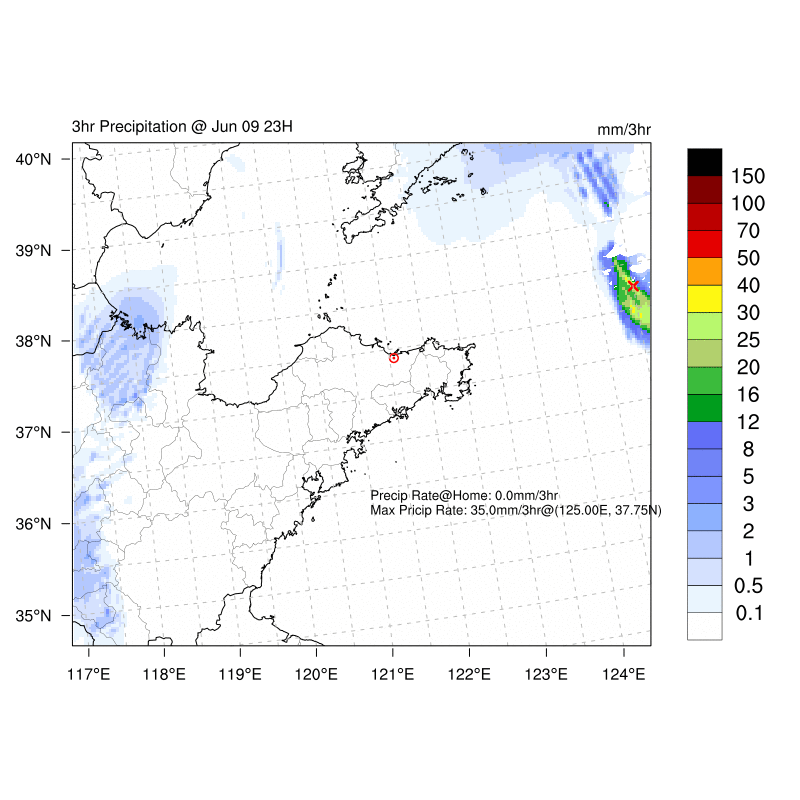 3hr Precipitation @ Jun 09 23H
mm/3hr
40°N
39°N
38°N
37°N
36°N
35°N
117°E
118°E
119°E
120°E
121°E
122°E
123°E
124°E
Precip Rate@Home: 0.0mm/3hr
Max Pricip Rate: 35.0mm/3hr@(125.00E, 37.75N)
150
100
70
50
40
30
25
20
16
12
8
5
3
2
1
0.5
0.1